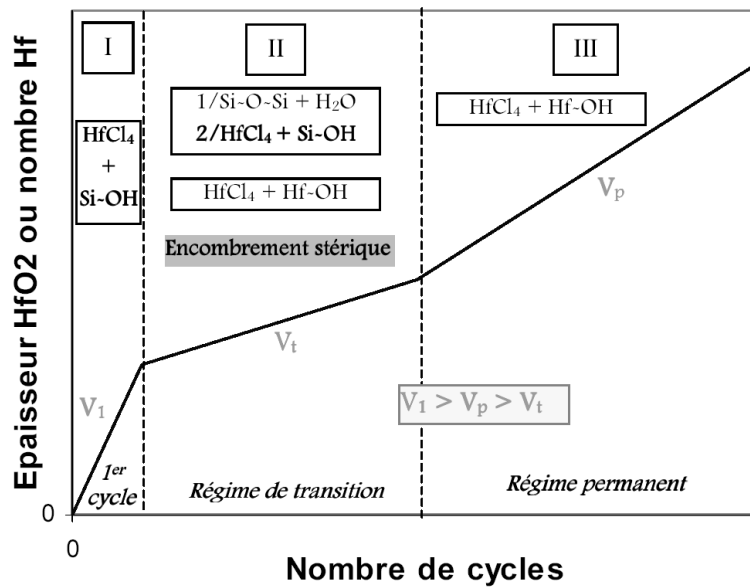 Epaisseur HfO2 ou nombre Hf
I
II
III
HfCl₄
+
Si-OH
1/Si-O-Si + H₂O
2/HfCl₄ + Si-OH
HfCl₄ + Hf-OH
Encombrement stérique
HfCl₄ + Hf-OH
V₁
Vₜ
Vₚ
V₁ > Vₚ > Vₜ
1ᵉʳ
cycle
Régime de transition
Régime permanent
0
0
Nombre de cycles